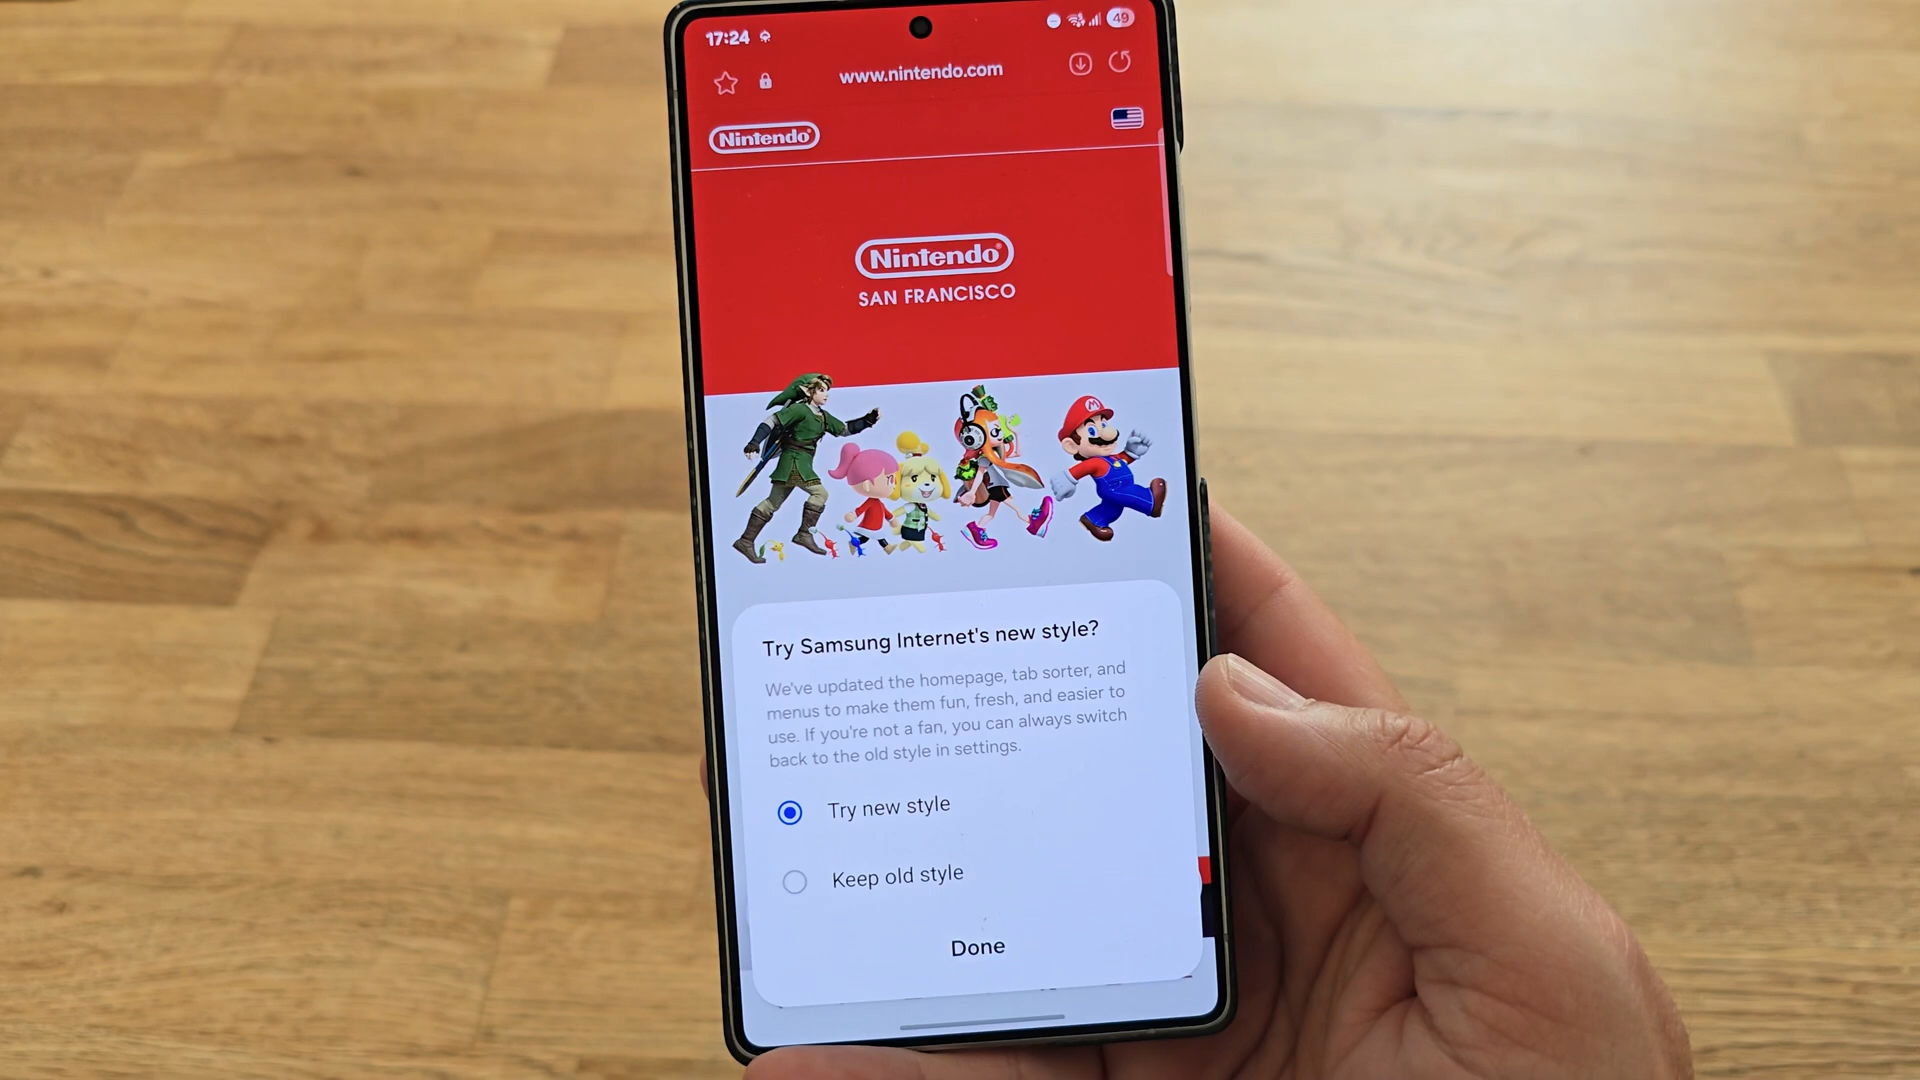 17:24
49
www.nintendo.com
Nintendo
Nintendo®
SAN FRANCISCO
M
Try Samsung Internet's new style?
We've updated the homepage, tab sorter, and
menus to make them fun, fresh, and easier to
use. If you're not a fan, you can always switch
back to the old style in settings.
Try new style
Keep old style
Done